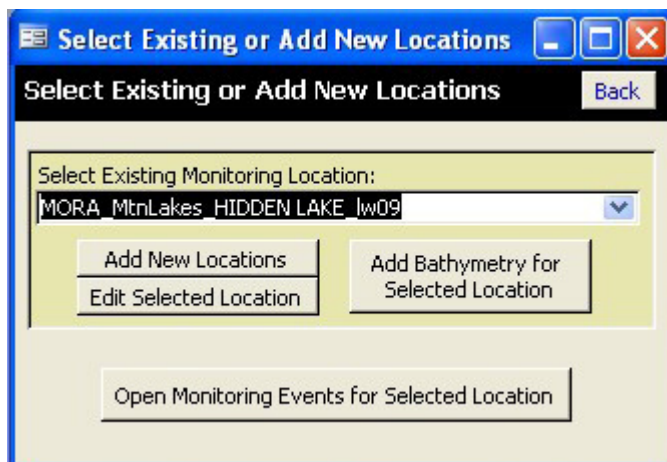 Select Existing or Add New Locations
Select Existing or Add New Locations
Back
Select Existing Monitoring Location:
MORA_MtnLakes_HIDDEN LAKE_lw09
Add New Locations
Edit Selected Location
Add Bathymetry for
Selected Location
Open Monitoring Events for Selected Location